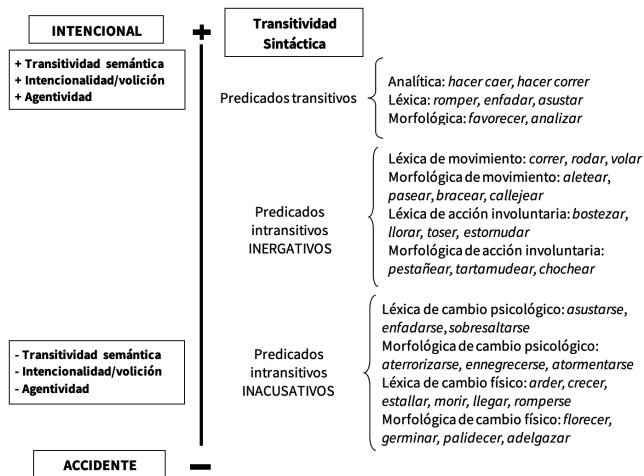 INTENCIONAL
+
Transitividad
Sintáctica
+ Transitividad semántica
+ Intencionalidad/volición
+ Agentividad
Predicados transitivos
Analítica: hacer caer, hacer correr
Léxica: romper, enfadar, asustar
Morfológica: favorecer, analizar
Predicados
intransitivos
INERGATIVOS
Léxica de movimiento: correr, rodar, volar
Morfológica de movimiento: aletear,
pasear, bracear, callejear
Léxica de acción involuntaria: bostezar,
llorar, toser, estornudar
Morfológica de acción involuntaria:
pestañear, tartamudear, chochear
- Transitividad semántica
- Intencionalidad/volición
- Agentividad
Predicados
intransitivos
INACUSATIVOS
Léxica de cambio psicológico: asustarse,
enfadarse, sobresaltarse
Morfológica de cambio psicológico:
aterrorizarse, ennegrecerse, atormentarse
Léxica de cambio físico: arder, crecer,
estallar, morir, llegar, romperse
Morfológica de cambio físico: florecer,
germinar, palidecer, adelgazar
ACCIDENTE
-